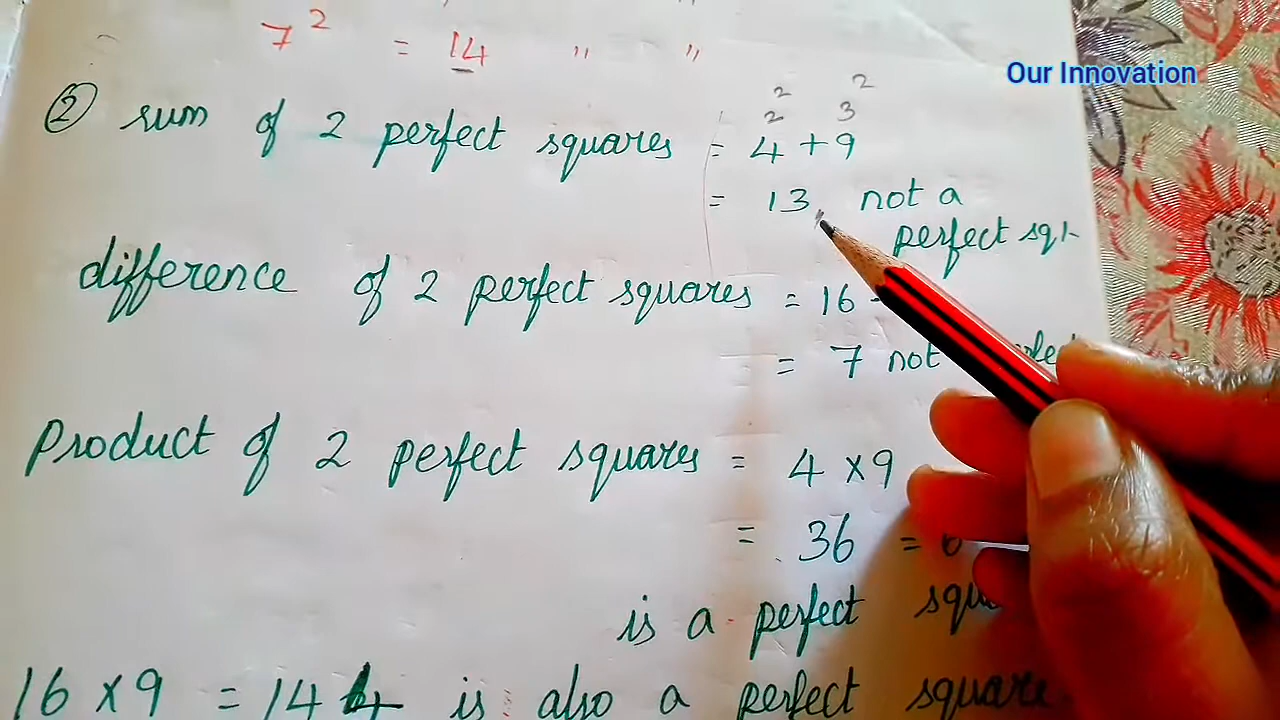 7² = 14 " "
Our Innovation
2² 3²
② sum of 2 perfect squares = 4 + 9
= 13 not a
perfect sqr
difference of 2 perfect squares = 16 -
= 7 not
Product of 2 perfect squares = 4 × 9
= 36 = 6
is a perfect
16 × 9 = 144 is also a perfect square